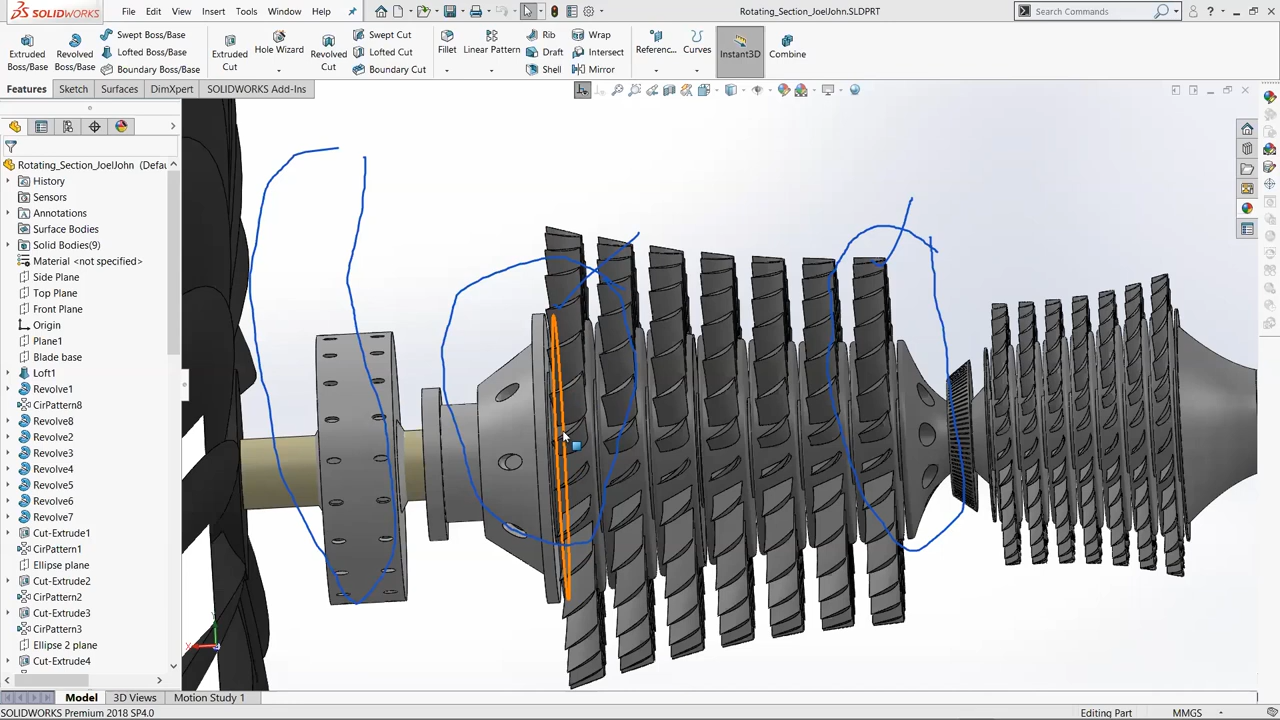 SOLIDWORKS
File Edit View Insert Tools Window Help
Rotating_Section_JoelJohn.SLDPRT
Search Commands
Extruded Boss/Base
Revolved Boss/Base
Swept Boss/Base
Lofted Boss/Base
Boundary Boss/Base
Extruded Cut
Hole Wizard
Revolved Cut
Swept Cut
Lofted Cut
Boundary Cut
Fillet
Linear Pattern
Rib
Draft
Shell
Wrap
Intersect
Mirror
Referenc...
Curves
Instant3D
Combine
Features Sketch Surfaces DimXpert SOLIDWORKS Add-Ins
Rotating_Section_JoelJohn (Defau
History
Sensors
Annotations
Surface Bodies
Solid Bodies(9)
Material <not specified>
Side Plane
Top Plane
Front Plane
Origin
Plane1
Blade base
Loft1
Revolve1
CirPattern8
Revolve8
Revolve2
Revolve3
Revolve4
Revolve5
Revolve6
Revolve7
Cut-Extrude1
CirPattern1
Ellipse plane
Cut-Extrude2
CirPattern2
Cut-Extrude3
CirPattern3
Ellipse 2 plane
Cut-Extrude4
Model 3D Views Motion Study 1
SOLIDWORKS Premium 2018 SP4.0
Editing Part
MMGS